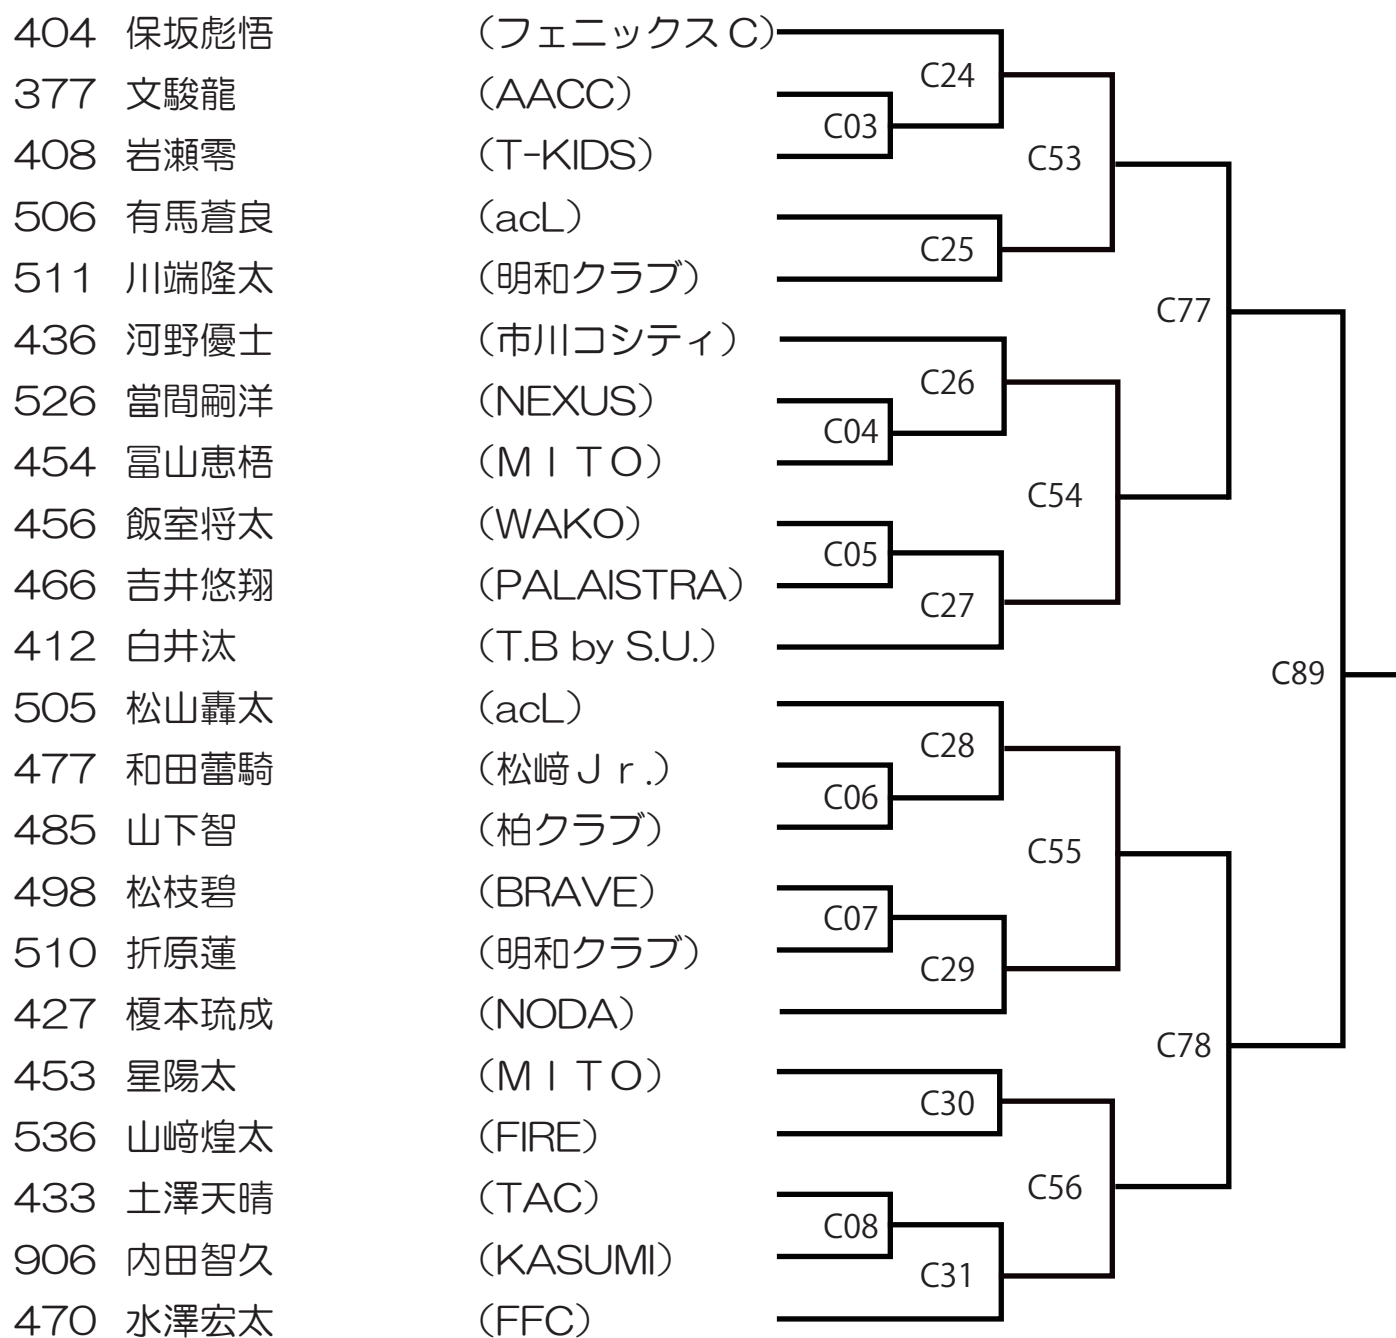 404 保坂彪悟 （フェニックスＣ）
C24
377 文駿龍 （AACC）
C03
408 岩瀬零 （T-KIDS）
C53
506 有馬蒼良 （acL）
C25
511 川端隆太 （明和クラブ）
C77
436 河野優士 （市川コシティ）
C26
526 當間嗣洋 （NEXUS）
C04
454 冨山恵梧 （ＭＩＴＯ）
C54
456 飯室将太 （WAKO）
C05
466 吉井悠翔 （PALAISTRA）
C27
412 白井汰 （T.B by S.U.）
C89
505 松山轟太 （acL）
C28
477 和田蕾騎 （松﨑Ｊｒ.）
C06
485 山下智 （柏クラブ）
C55
498 松枝碧 （BRAVE）
C07
510 折原蓮 （明和クラブ）
C29
427 榎本琉成 （NODA）
C78
453 星陽太 （ＭＩＴＯ）
C30
536 山﨑煌太 （FIRE）
C56
433 土澤天晴 （TAC）
C08
906 内田智久 （KASUMI）
C31
470 水澤宏太 （FFC）